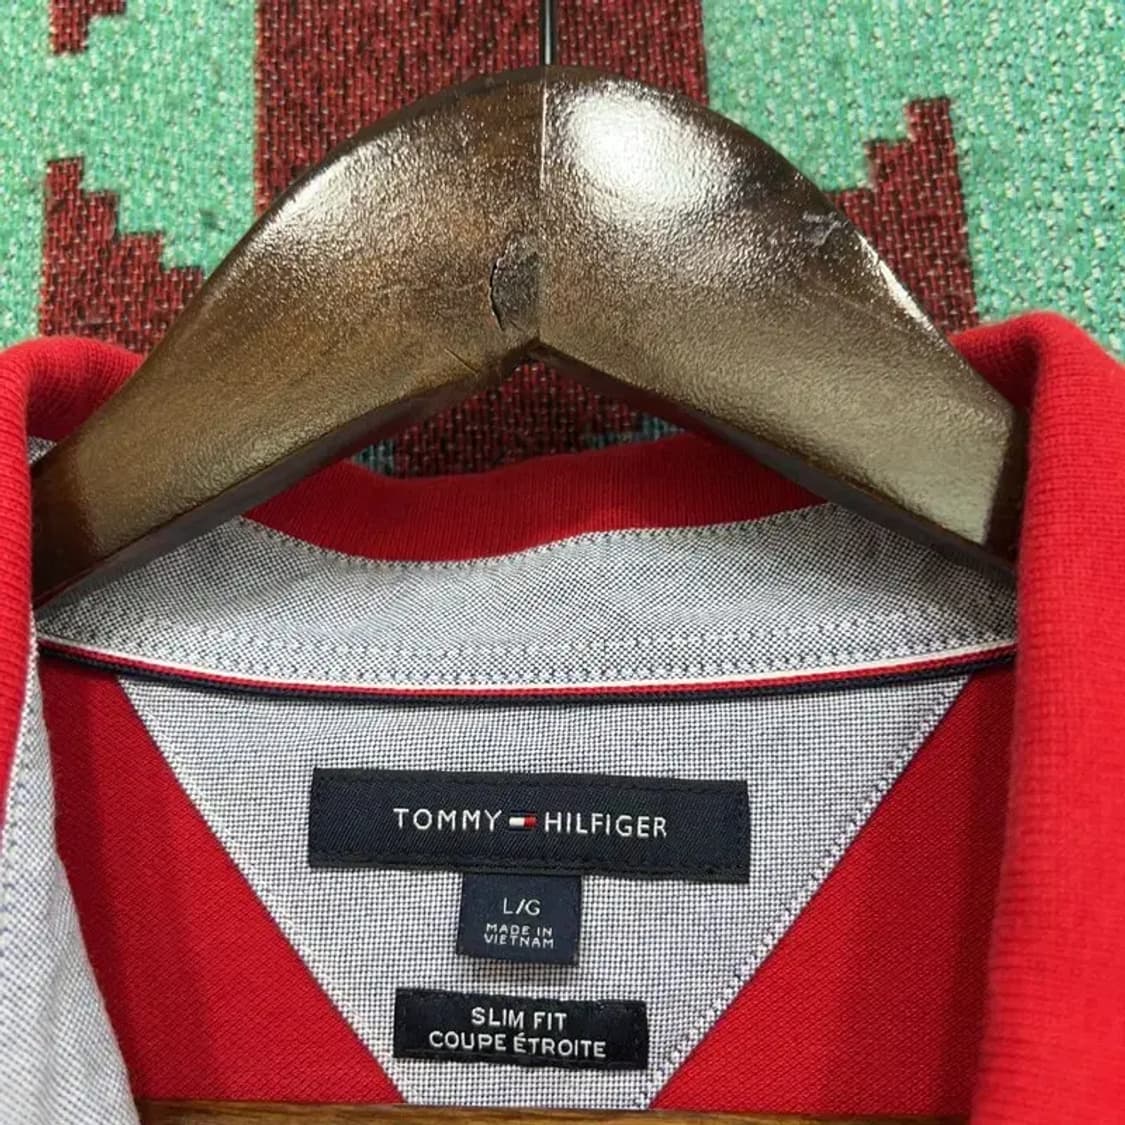 TOMMY HILFIGER
L/G
MADE IN
VIETNAM
SLIM FIT
COUPE ÉTROITE